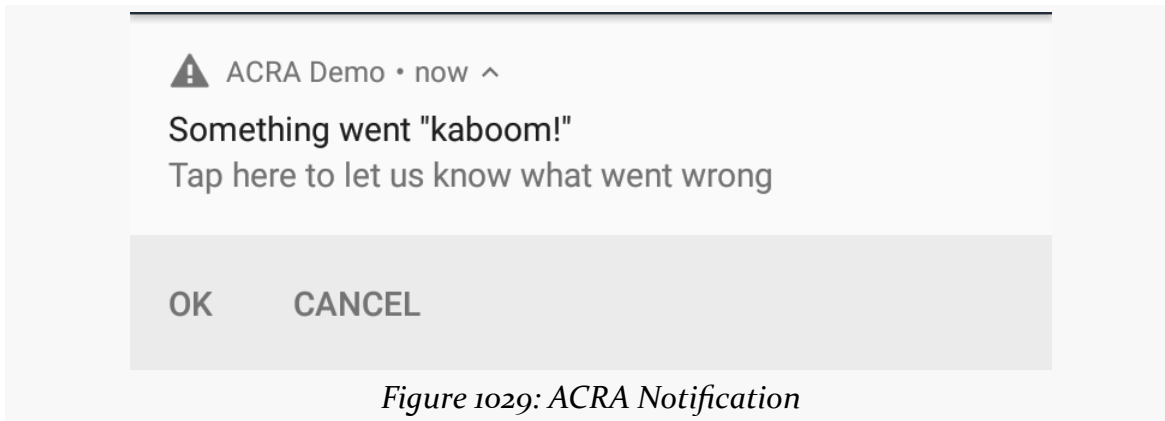 ACRA Demo • now
Something went "kaboom!"
Tap here to let us know what went wrong
OK CANCEL
Figure 1029: ACRA Notification